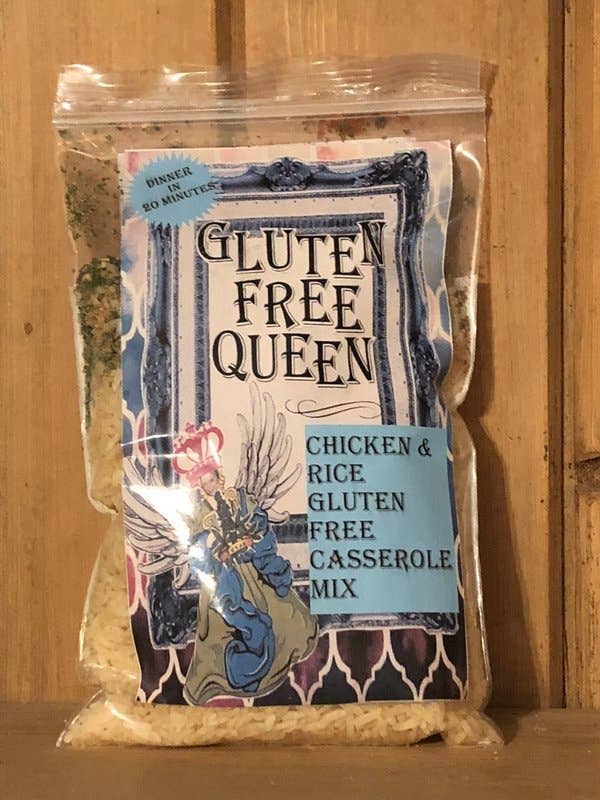 DINNER
IN
20 MINUTES
GLUTEN
FREE
QUEEN
CHICKEN &
RICE
GLUTEN
FREE
CASSEROLE
MIX